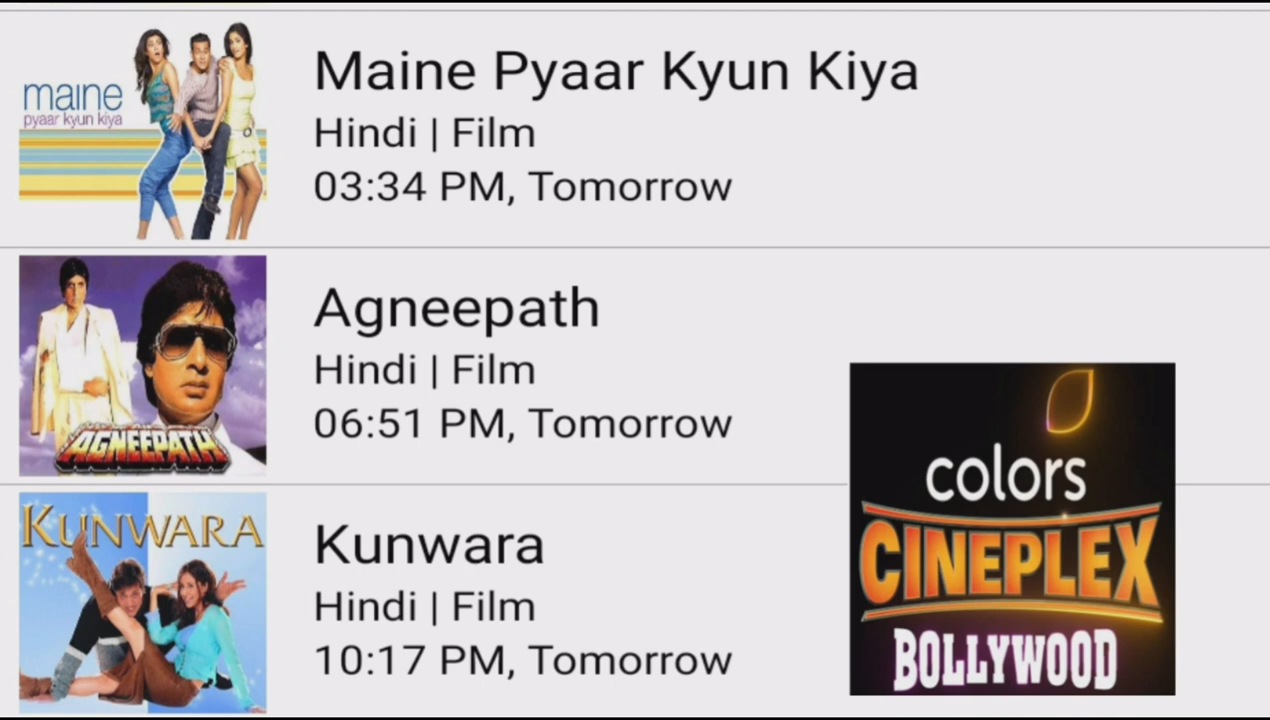 maine
pyaar kyun kiya
Maine Pyaar Kyun Kiya
Hindi | Film
03:34 PM, Tomorrow
AGNEEPATH
Agneepath
Hindi | Film
06:51 PM, Tomorrow
KUNWARA
Kunwara
Hindi | Film
10:17 PM, Tomorrow
colors
CINEPLEX
BOLLYWOOD